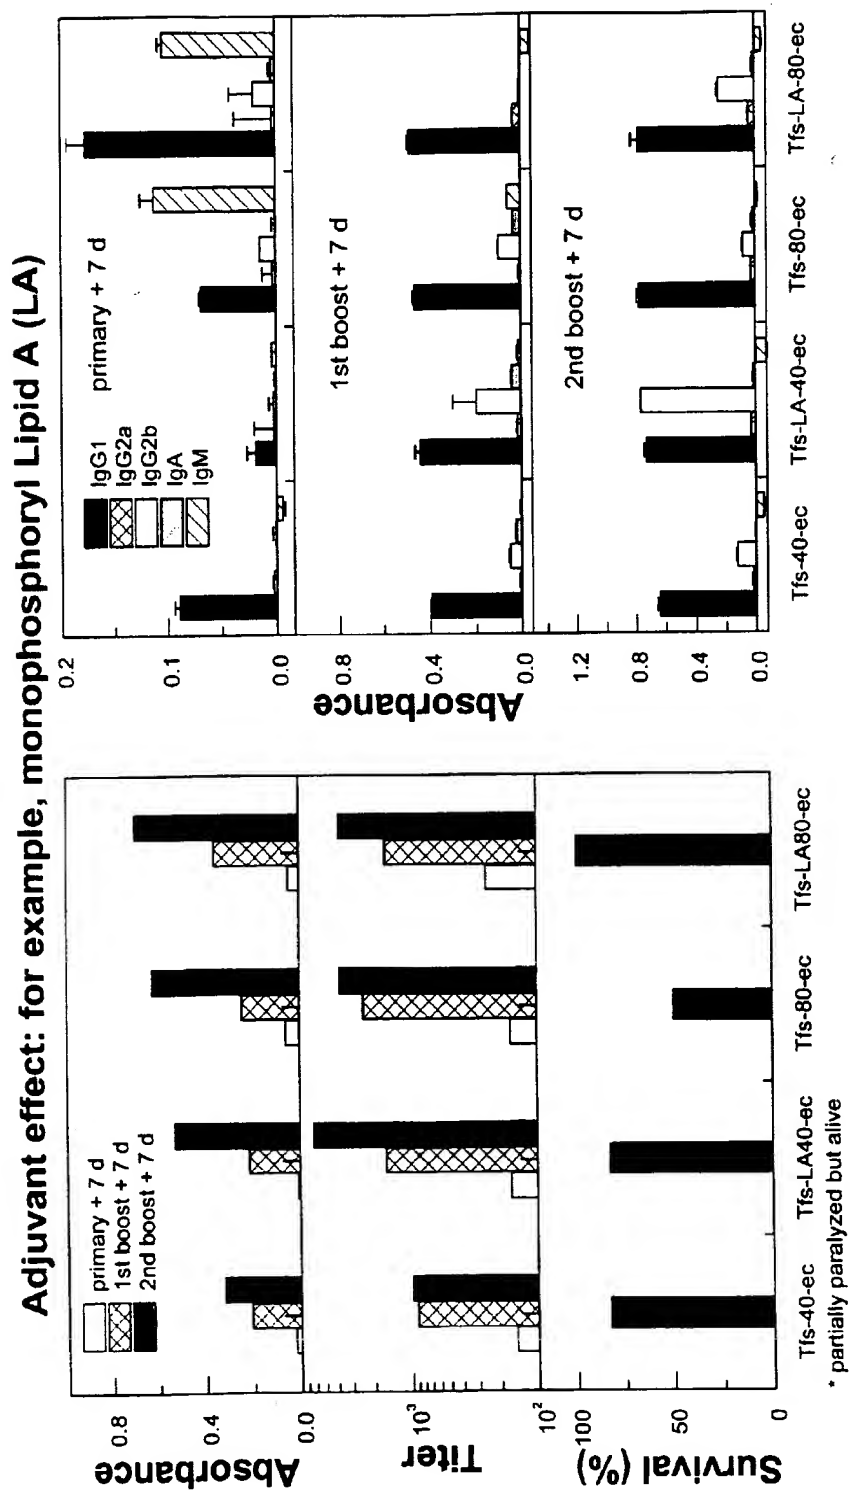 Adjuvant effect: for example, monophosphoryl Lipid A (LA)
Absorbance
0.8
0.4
0.0
primary + 7 d
1st boost + 7 d
2nd boost + 7 d
Titer
10³
10²
Survival (%)
100
50
0
Tfs-40-ec
Tfs-LA40-ec
Tfs-80-ec
Tfs-LA80-ec
* partially paralyzed but alive
Absorbance
0.2
0.1
0.0
IgG1
IgG2a
IgG2b
IgA
IgM
primary + 7 d
0.8
0.4
0.0
1st boost + 7 d
1.2
0.8
0.4
0.0
2nd boost + 7 d
Tfs-40-ec
Tfs-LA-40-ec
Tfs-80-ec
Tfs-LA-80-ec